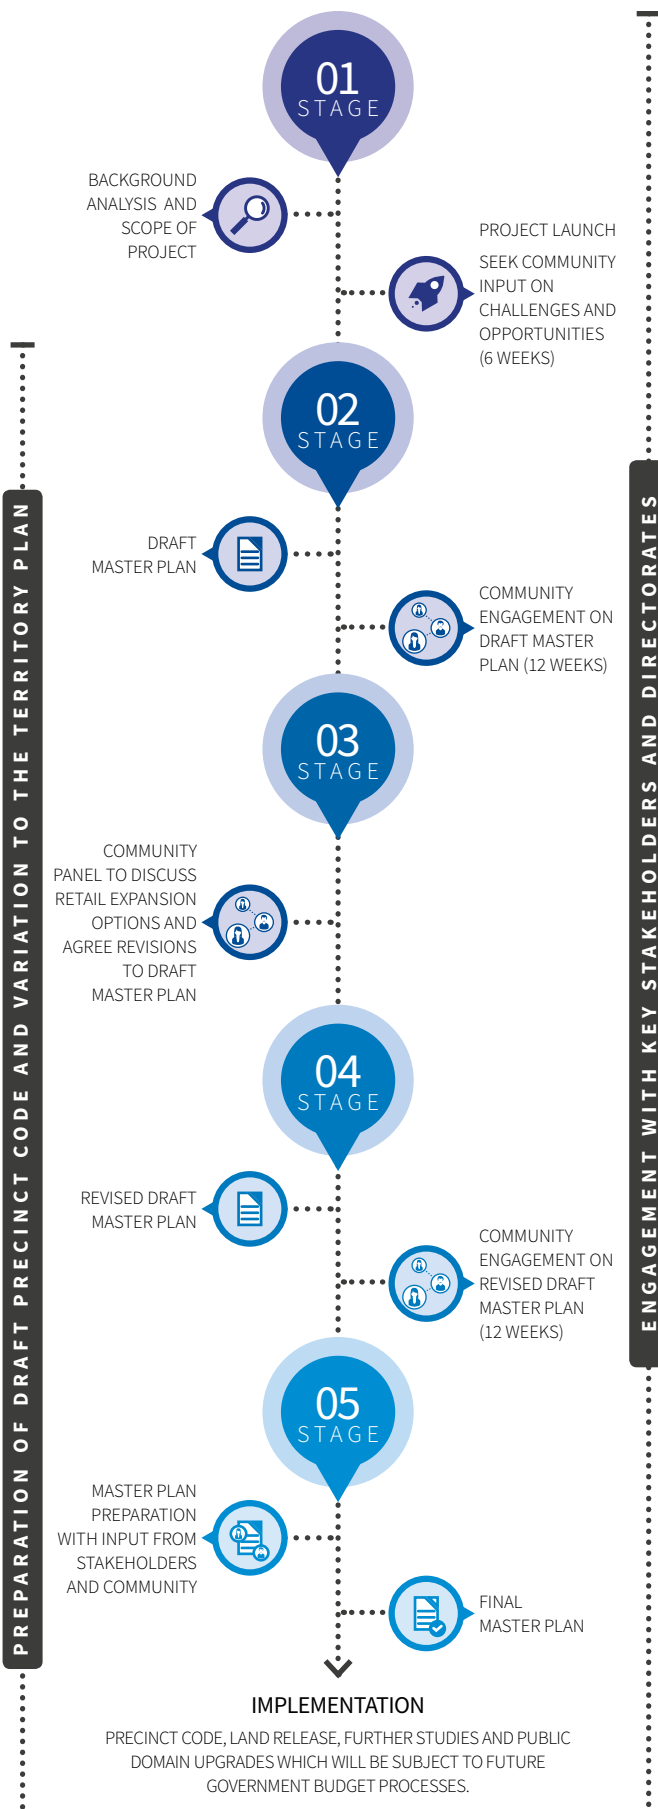 01
STAGE
BACKGROUND
ANALYSIS AND
SCOPE OF
PROJECT
PROJECT LAUNCH
SEEK COMMUNITY
INPUT ON
CHALLENGES AND
OPPORTUNITIES
(6 WEEKS)
02
STAGE
DRAFT
MASTER PLAN
COMMUNITY
ENGAGEMENT ON
DRAFT MASTER
PLAN (12 WEEKS)
03
STAGE
COMMUNITY
PANEL TO DISCUSS
RETAIL EXPANSION
OPTIONS AND
AGREE REVISIONS
TO DRAFT
MASTER PLAN
04
STAGE
REVISED DRAFT
MASTER PLAN
COMMUNITY
ENGAGEMENT ON
REVISED DRAFT
MASTER PLAN
(12 WEEKS)
05
STAGE
MASTER PLAN
PREPARATION
WITH INPUT FROM
STAKEHOLDERS
AND COMMUNITY
FINAL
MASTER PLAN
IMPLEMENTATION
PRECINCT CODE, LAND RELEASE, FURTHER STUDIES AND PUBLIC
DOMAIN UPGRADES WHICH WILL BE SUBJECT TO FUTURE
GOVERNMENT BUDGET PROCESSES.
PREPARATION OF DRAFT PRECINCT CODE AND VARIATION TO THE TERRITORY PLAN
ENGAGEMENT WITH KEY STAKEHOLDERS AND DIRECTORATES